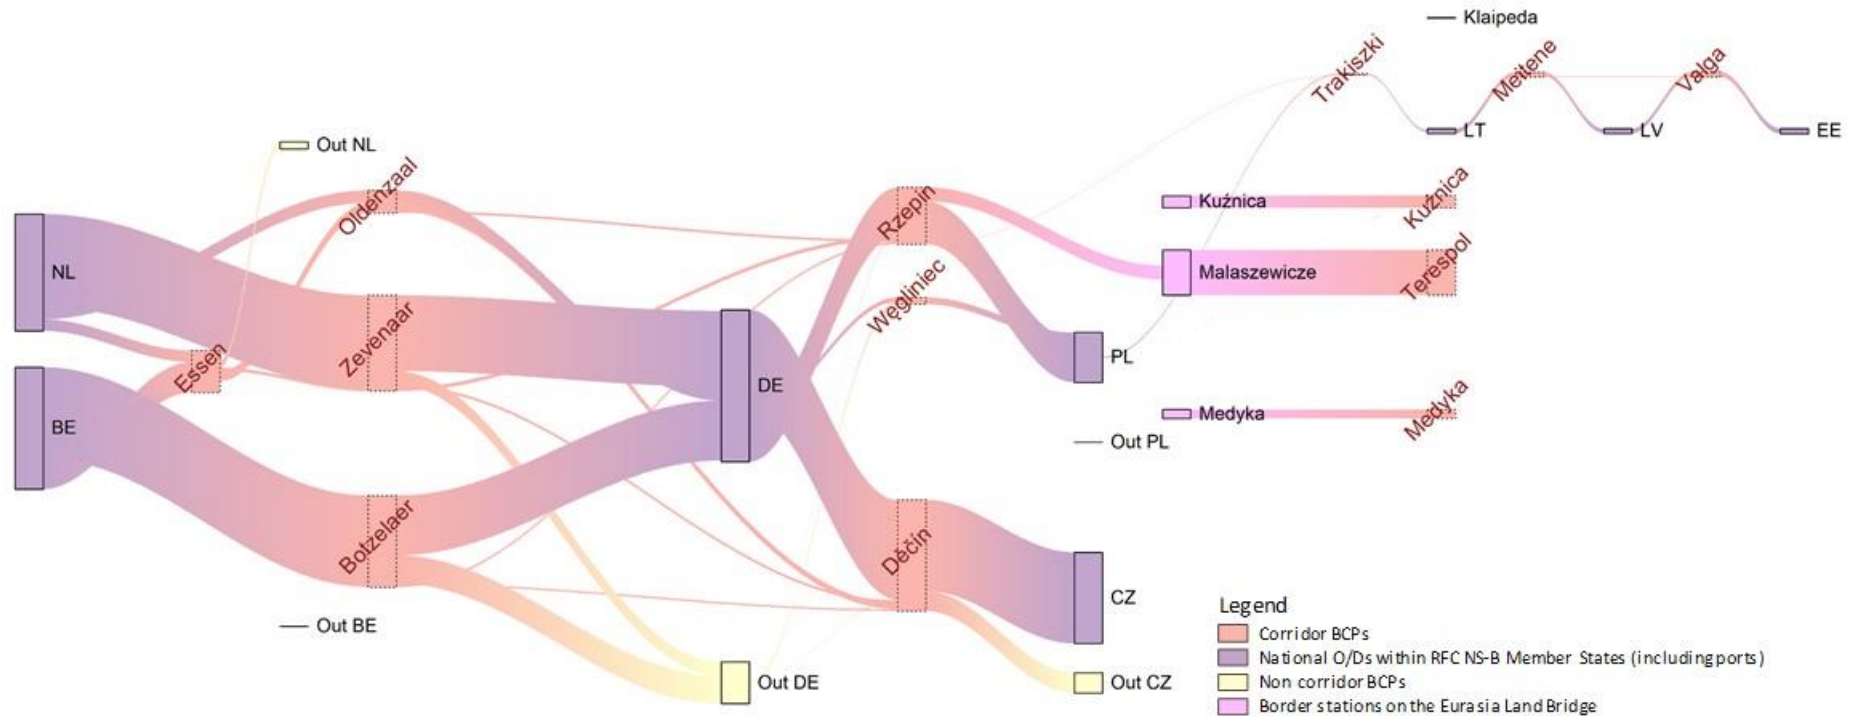 Klaipeda
Trakiszki
Meitene
Valga
LT
LV
EE
Out NL
Oldenzaal
Rzepin
Kuźnica
Kuźnica
NL
Essen
Zevenaar
Węgliniec
Malaszewicze
Terespol
DE
PL
BE
Medyka
Medyka
Out PL
Botzelaer
Děčín
CZ
Out BE
Out DE
Out CZ
Legend
Corridor BCPs
National O/Ds within RFC NS-B Member States (including ports)
Non corridor BCPs
Border stations on the Eurasia Land Bridge